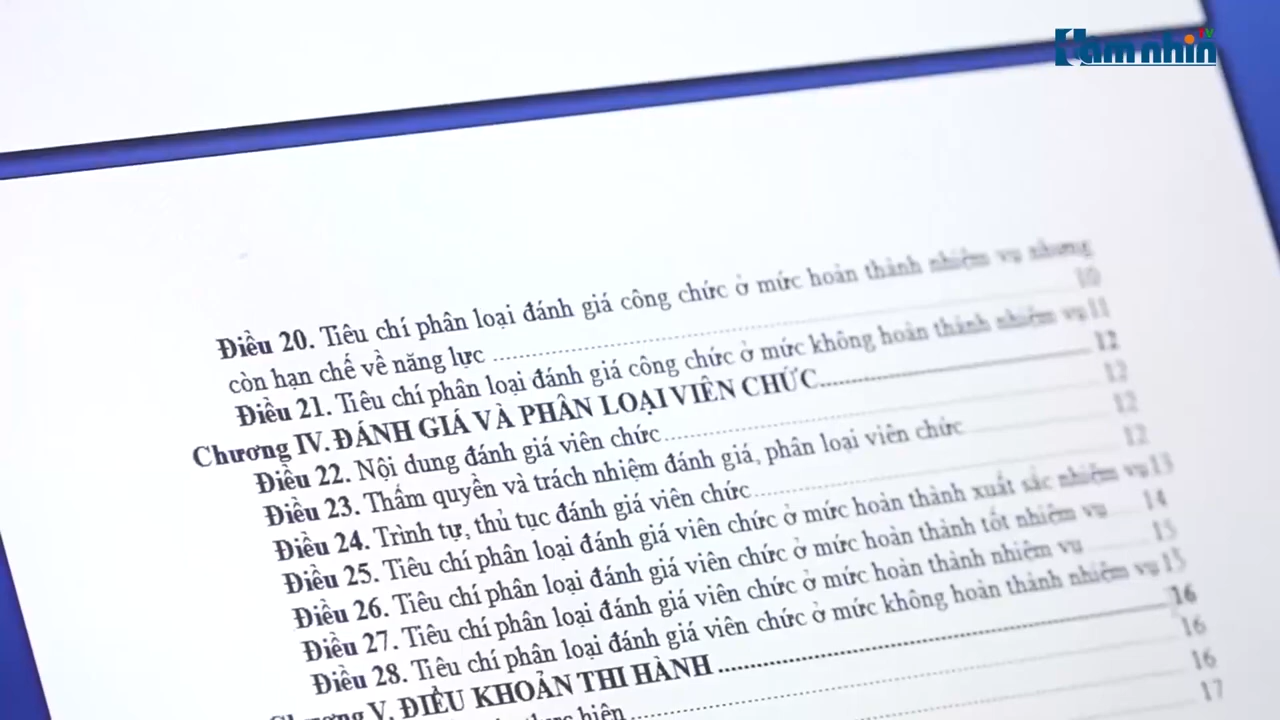 Tầm nhìn TV
Điều 20. Tiêu chí phân loại đánh giá công chức ở mức hoàn thành nhiệm vụ nhưng
còn hạn chế về năng lực ........ 10
Điều 21. Tiêu chí phân loại đánh giá công chức ở mức không hoàn thành nhiệm vụ 11
Chương IV. ĐÁNH GIÁ VÀ PHÂN LOẠI VIÊN CHỨC ........ 12
Điều 22. Nội dung đánh giá viên chức ........ 12
Điều 23. Thẩm quyền và trách nhiệm đánh giá, phân loại viên chức ........ 12
Điều 24. Trình tự, thủ tục đánh giá viên chức ........ 12
Điều 25. Tiêu chí phân loại đánh giá viên chức ở mức hoàn thành xuất sắc nhiệm vụ 13
Điều 26. Tiêu chí phân loại đánh giá viên chức ở mức hoàn thành tốt nhiệm vụ 14
Điều 27. Tiêu chí phân loại đánh giá viên chức ở mức hoàn thành nhiệm vụ ........ 15
Điều 28. Tiêu chí phân loại đánh giá viên chức ở mức không hoàn thành nhiệm vụ 15
Chương V. ĐIỀU KHOẢN THI HÀNH ........ 16
hiện ........ 16
16
17